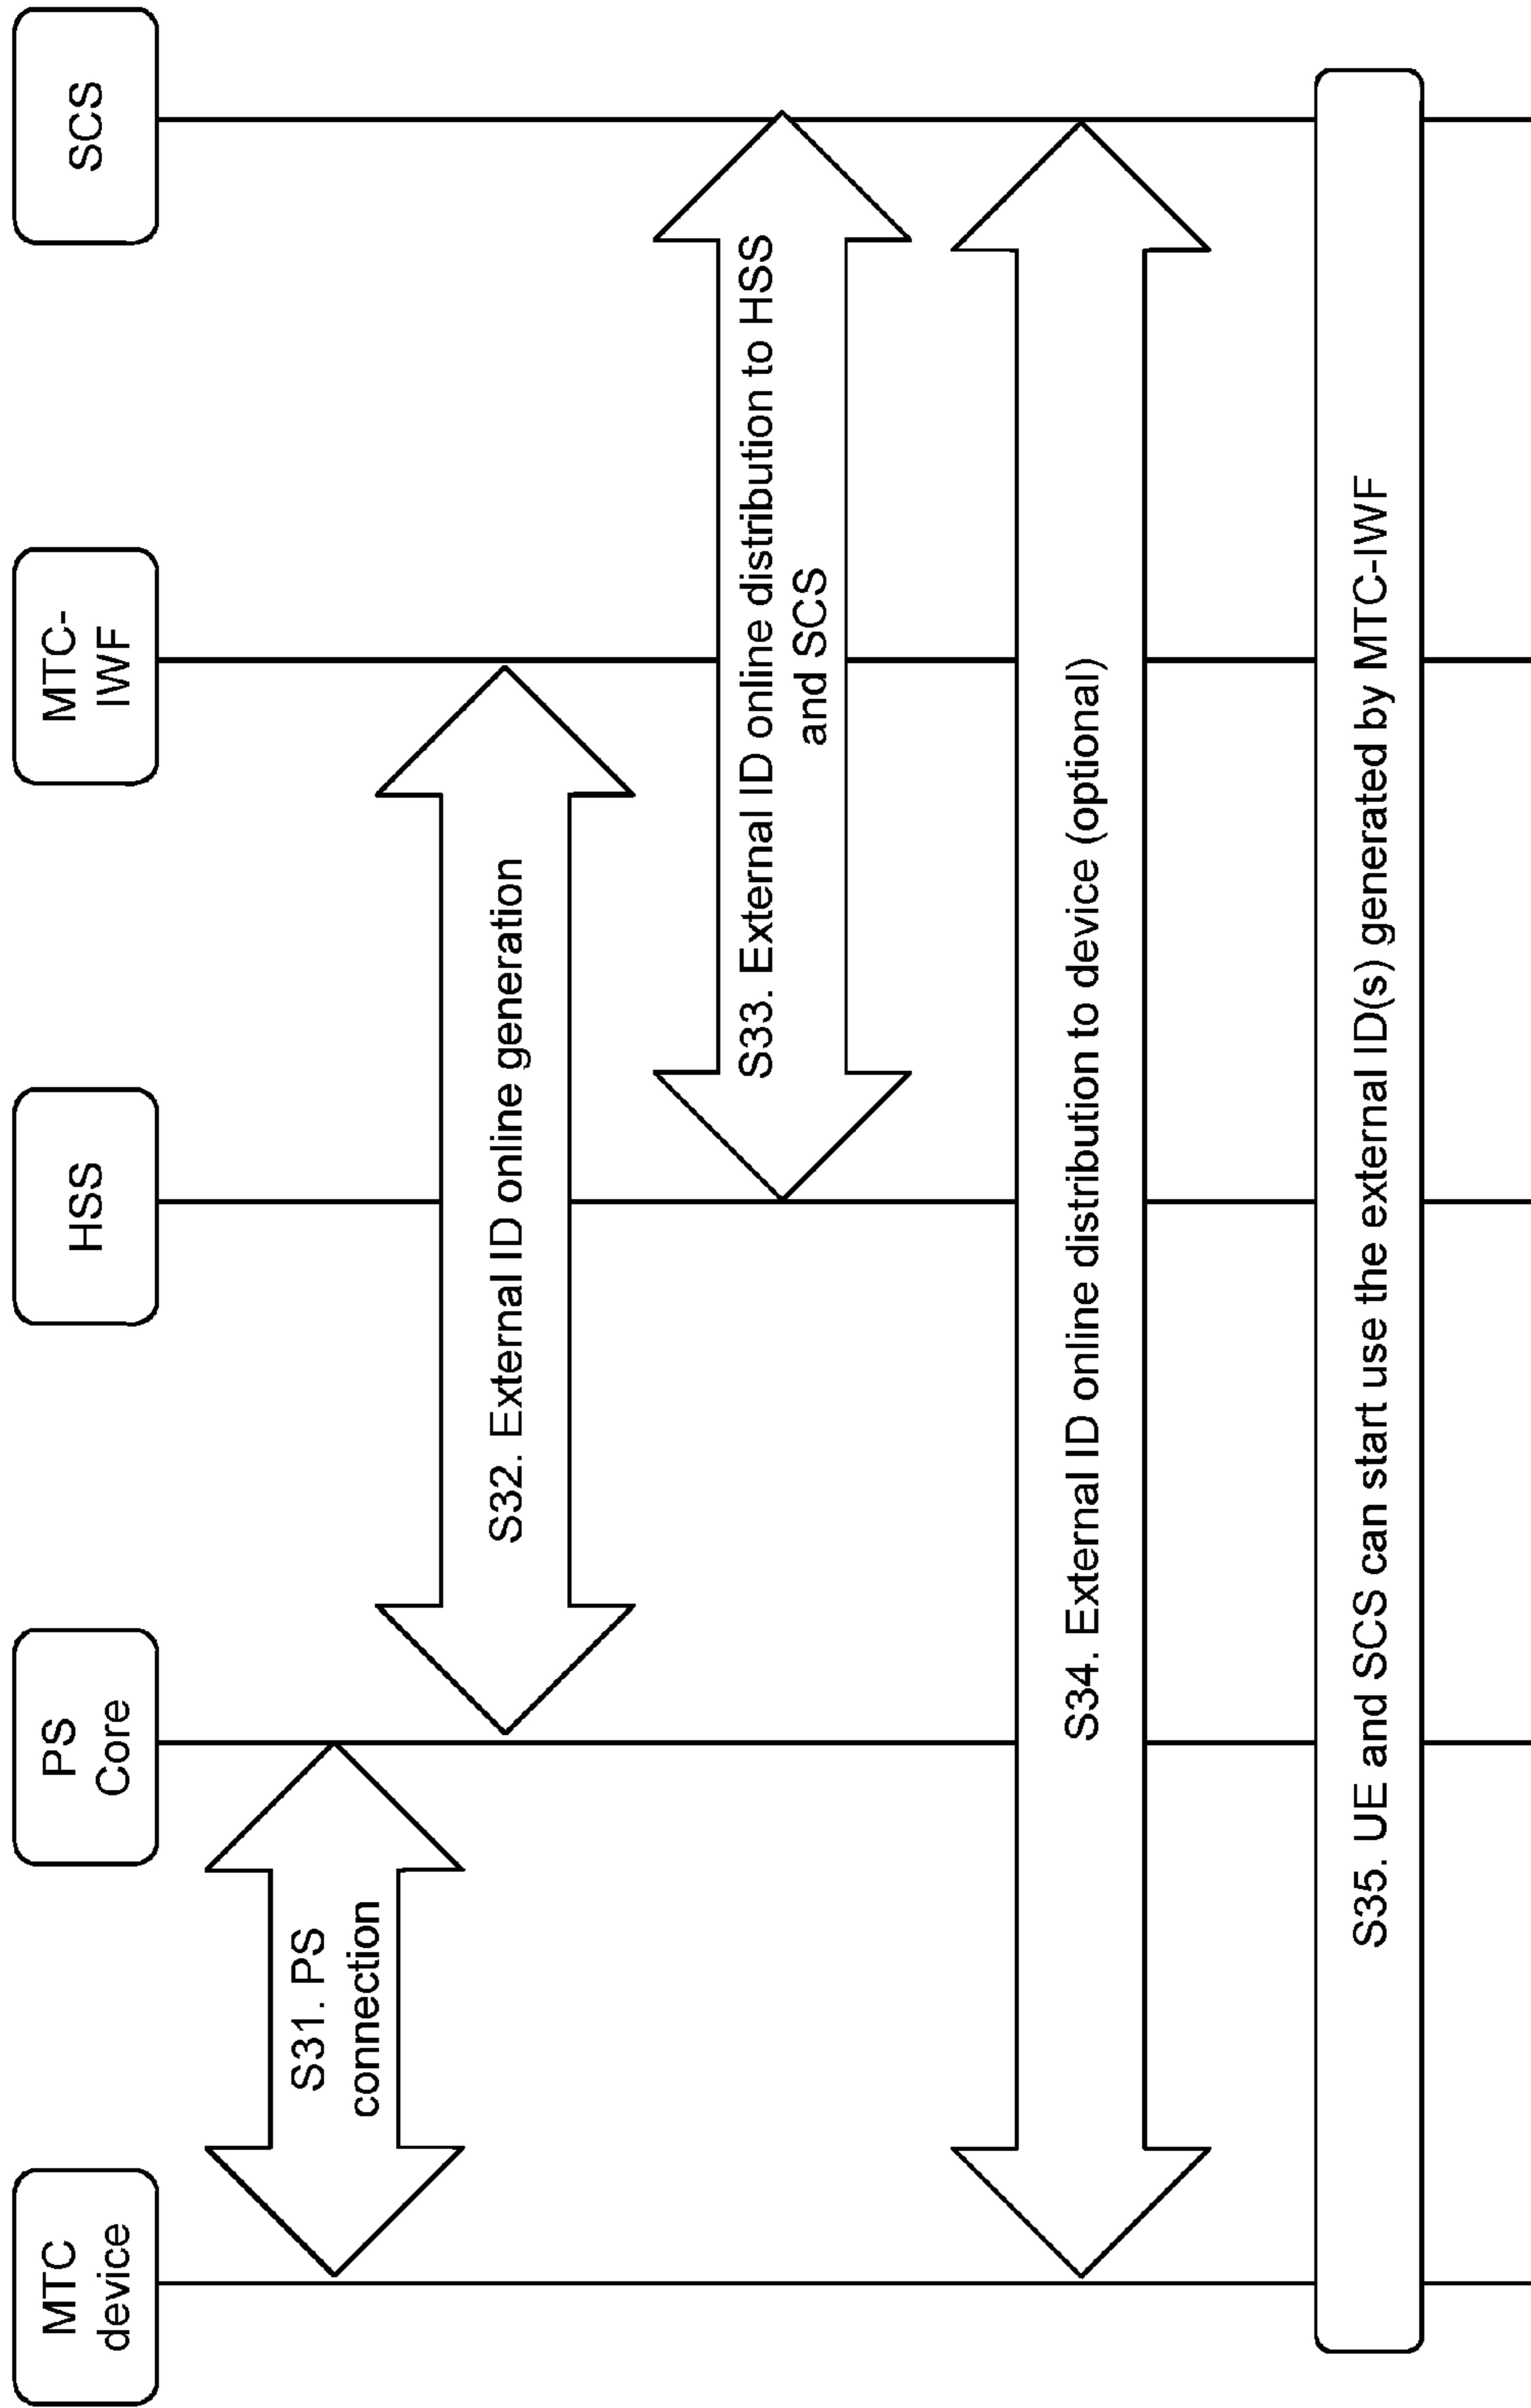 MTC
device
PS
Core
HSS
MTC-
IWF
SCS
S31. PS
connection
S32. External ID online generation
S33. External ID online distribution to HSS
and SCS
S34. External ID online distribution to device (optional)
S35. UE and SCS can start use the external ID(s) generated by MTC-IWF